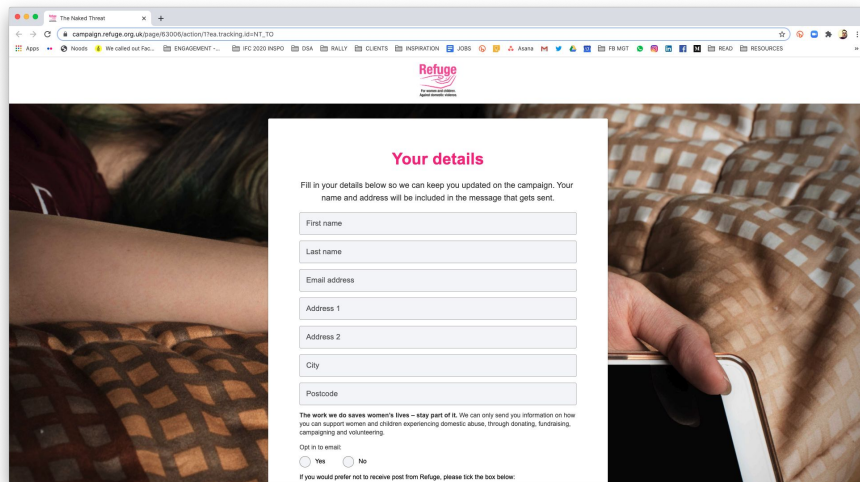 The Naked Threat
campaign.refuge.org.uk/page/63006/action/1?ea.tracking.id=NT_TO
Apps Noods We called out Fac... ENGAGEMENT -... IFC 2020 INSPO DSA RALLY CLIENTS INSPIRATION JOBS Asana FB MGT READ RESOURCES
Refuge
For women and children.
Against domestic violence.
Your details
Fill in your details below so we can keep you updated on the campaign. Your
name and address will be included in the message that gets sent.
First name
Last name
Email address
Address 1
Address 2
City
Postcode
The work we do saves women's lives – stay part of it. We can only send you information on how
you can support women and children experiencing domestic abuse, through donating, fundraising,
campaigning and volunteering.
Opt in to email:
Yes No
If you would prefer not to receive post from Refuge, please tick the box below: